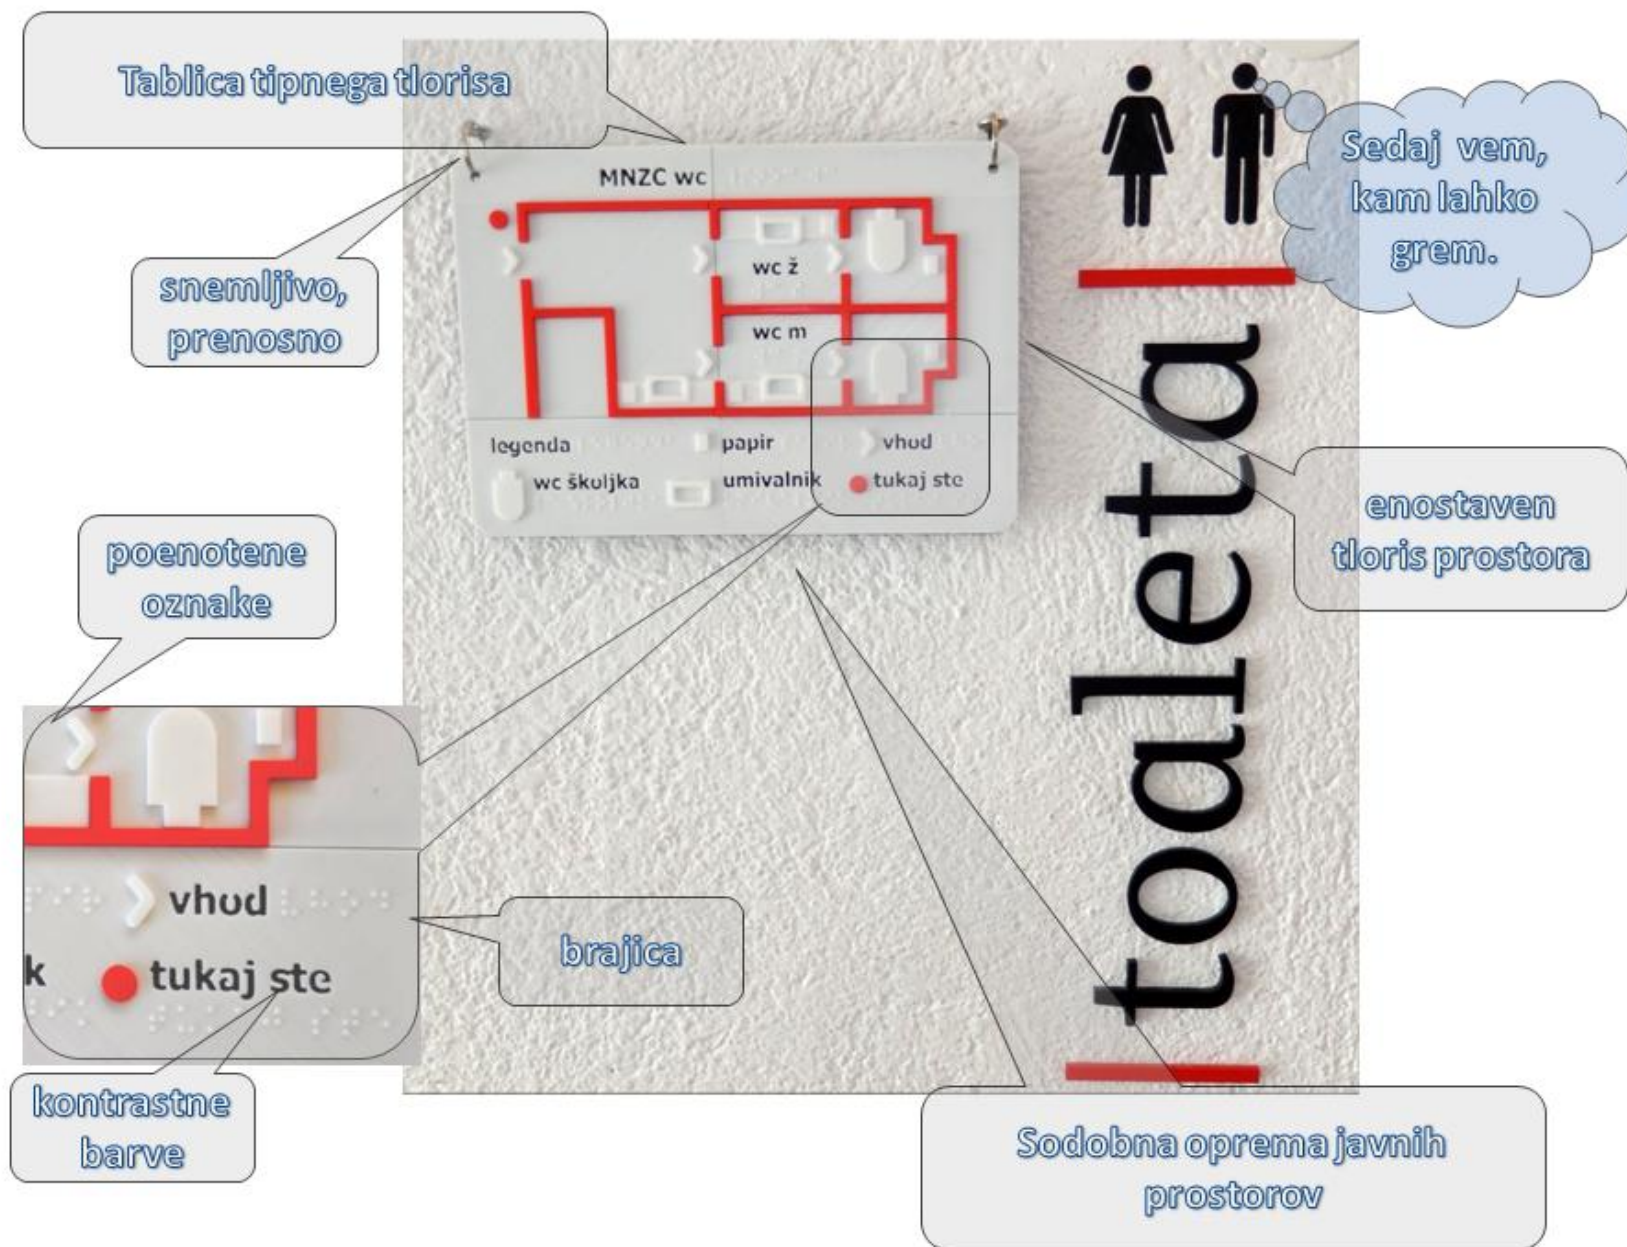 Tablica tipnega tlorisa
Sedaj vem,
kam lahko
grem.
snemljivo,
prenosno
MNZC wc
wc ž
wc m
legenda
papir
vhod
wc školjka
umivalnik
tukaj ste
toaleta
enostaven
tloris prostora
poenotene
oznake
vhod
k
tukaj ste
brajica
kontrastne
barve
Sodobna oprema javnih
prostorov